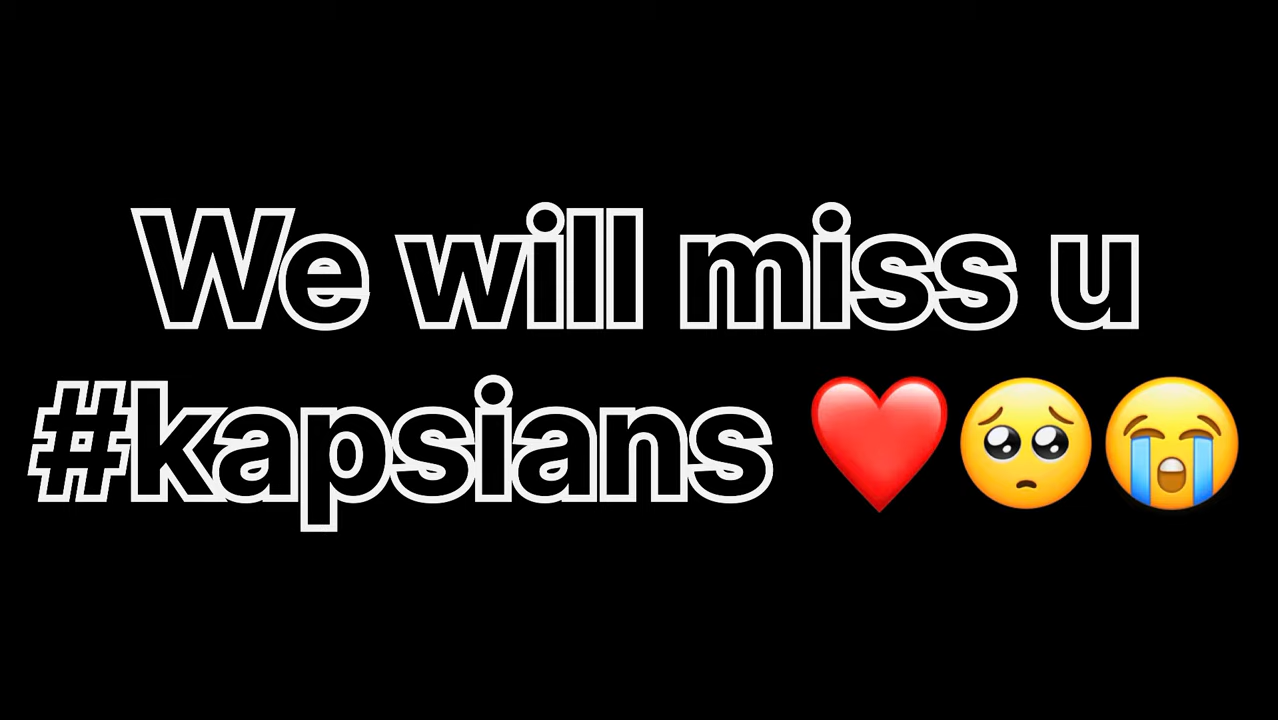 We will miss u
#kapsians ❤️🥺😭